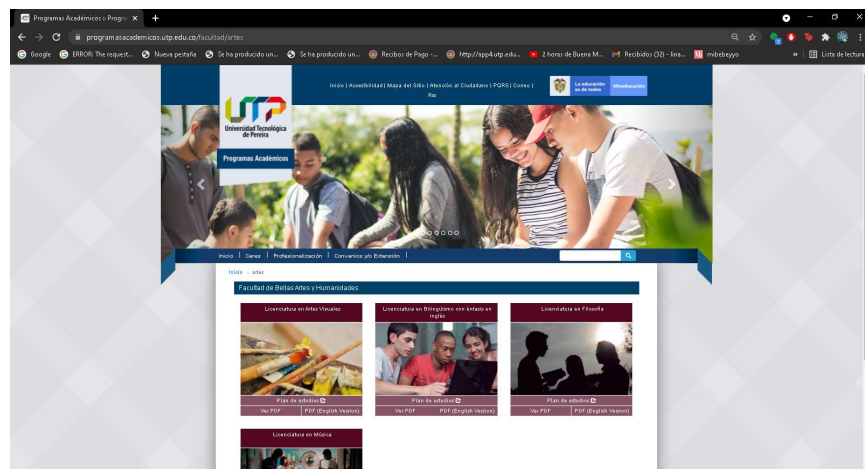 Programas Académicos :: Progra
programasacademicos.utp.edu.co/facultad/artes
Google
ERROR: The request...
Nueva pestaña
Se ha producido un...
Se ha producido un...
Recibos de Pago -...
http://app4.utp.edu...
2 horas de Buena M...
Recibidos (32) - lina...
mibebeyyo
»
Lista de lectura
Inicio | Accesibilidad | Mapa del Sitio | Atención al Ciudadano | PQRS | Correo |
La educación
es de todos
Mineducación
UTP
Universidad Tecnológica
de Pereira
Programas Académicos
Inicio | Cares | Profesionalización | Convenios y/o Extensión |
Inicio - artes
Facultad de Bellas Artes y Humanidades
Licenciatura en Artes Visuales
Plan de estudios
Ver PDF
PDF (English Version)
Licenciatura en Bilingüismo con énfasis en
inglés
Plan de estudios
Ver PDF
PDF (English Version)
Licenciatura en Filosofía
Plan de estudios
Ver PDF
PDF (English Version)
Licenciatura en Música